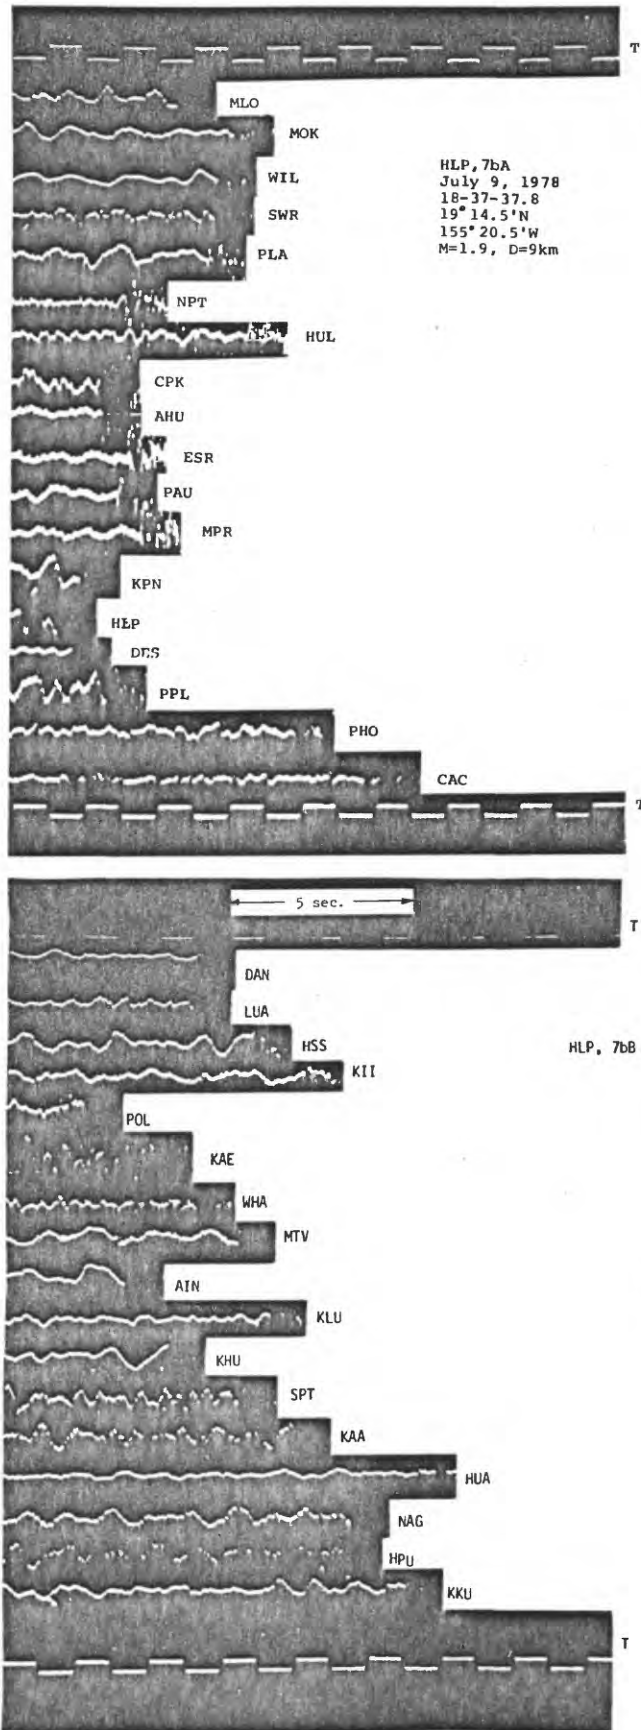 T
MLO
MOK
HLP,7bA
July 9, 1978
18-37-37.8
19°14.5'N
155°20.5'W
M=1.9, D=9km
WIL
SWR
PLA
NPT
HUL
CPK
AHU
ESR
PAU
MPR
KPN
HLP
DES
PPL
PHO
CAC
T
5 sec.
T
DAN
LUA
HSS
HLP, 7bB
KII
POL
KAE
WHA
MTV
AIN
KLU
KHU
SPT
KAA
HUA
NAG
HPU
KKU
T